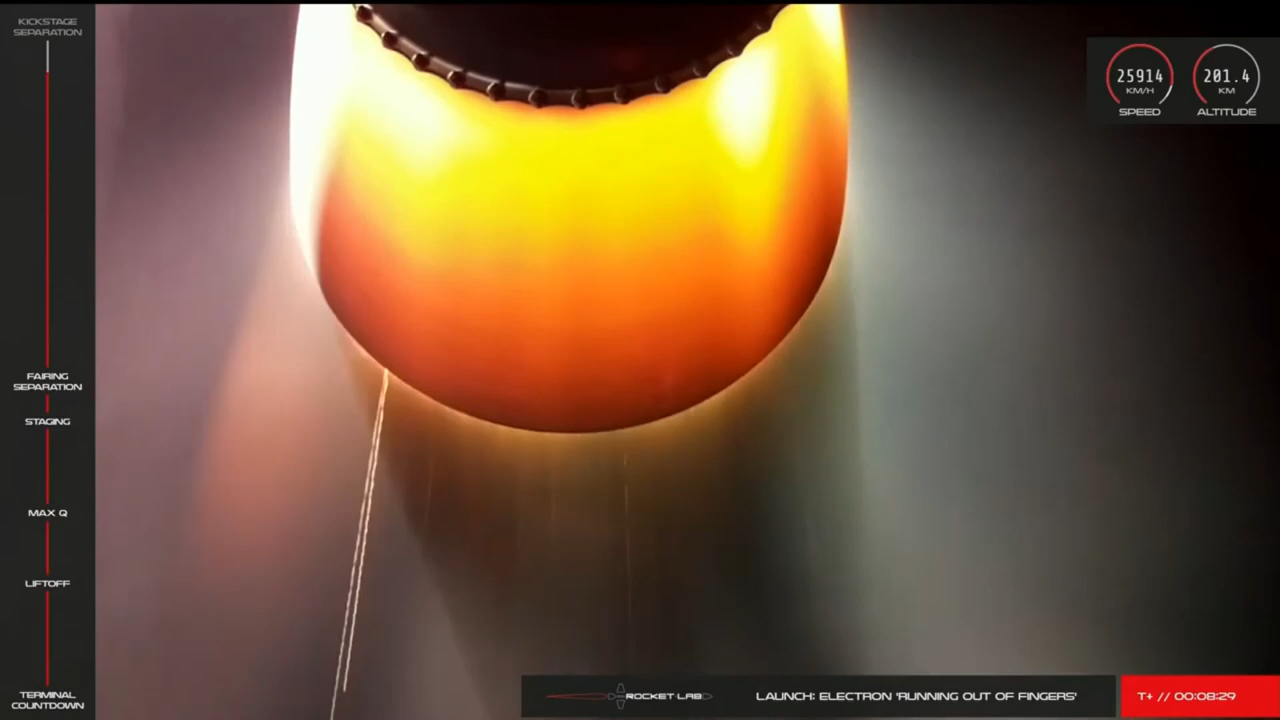 KICKSTAGE
SEPARATION
FAIRING
SEPARATION
STAGING
MAX Q
LIFTOFF
TERMINAL
COUNTDOWN
25914
KM/H
SPEED
201.4
KM
ALTITUDE
ROCKET LAB
LAUNCH: ELECTRON 'RUNNING OUT OF FINGERS'
T+ // 00:08:29